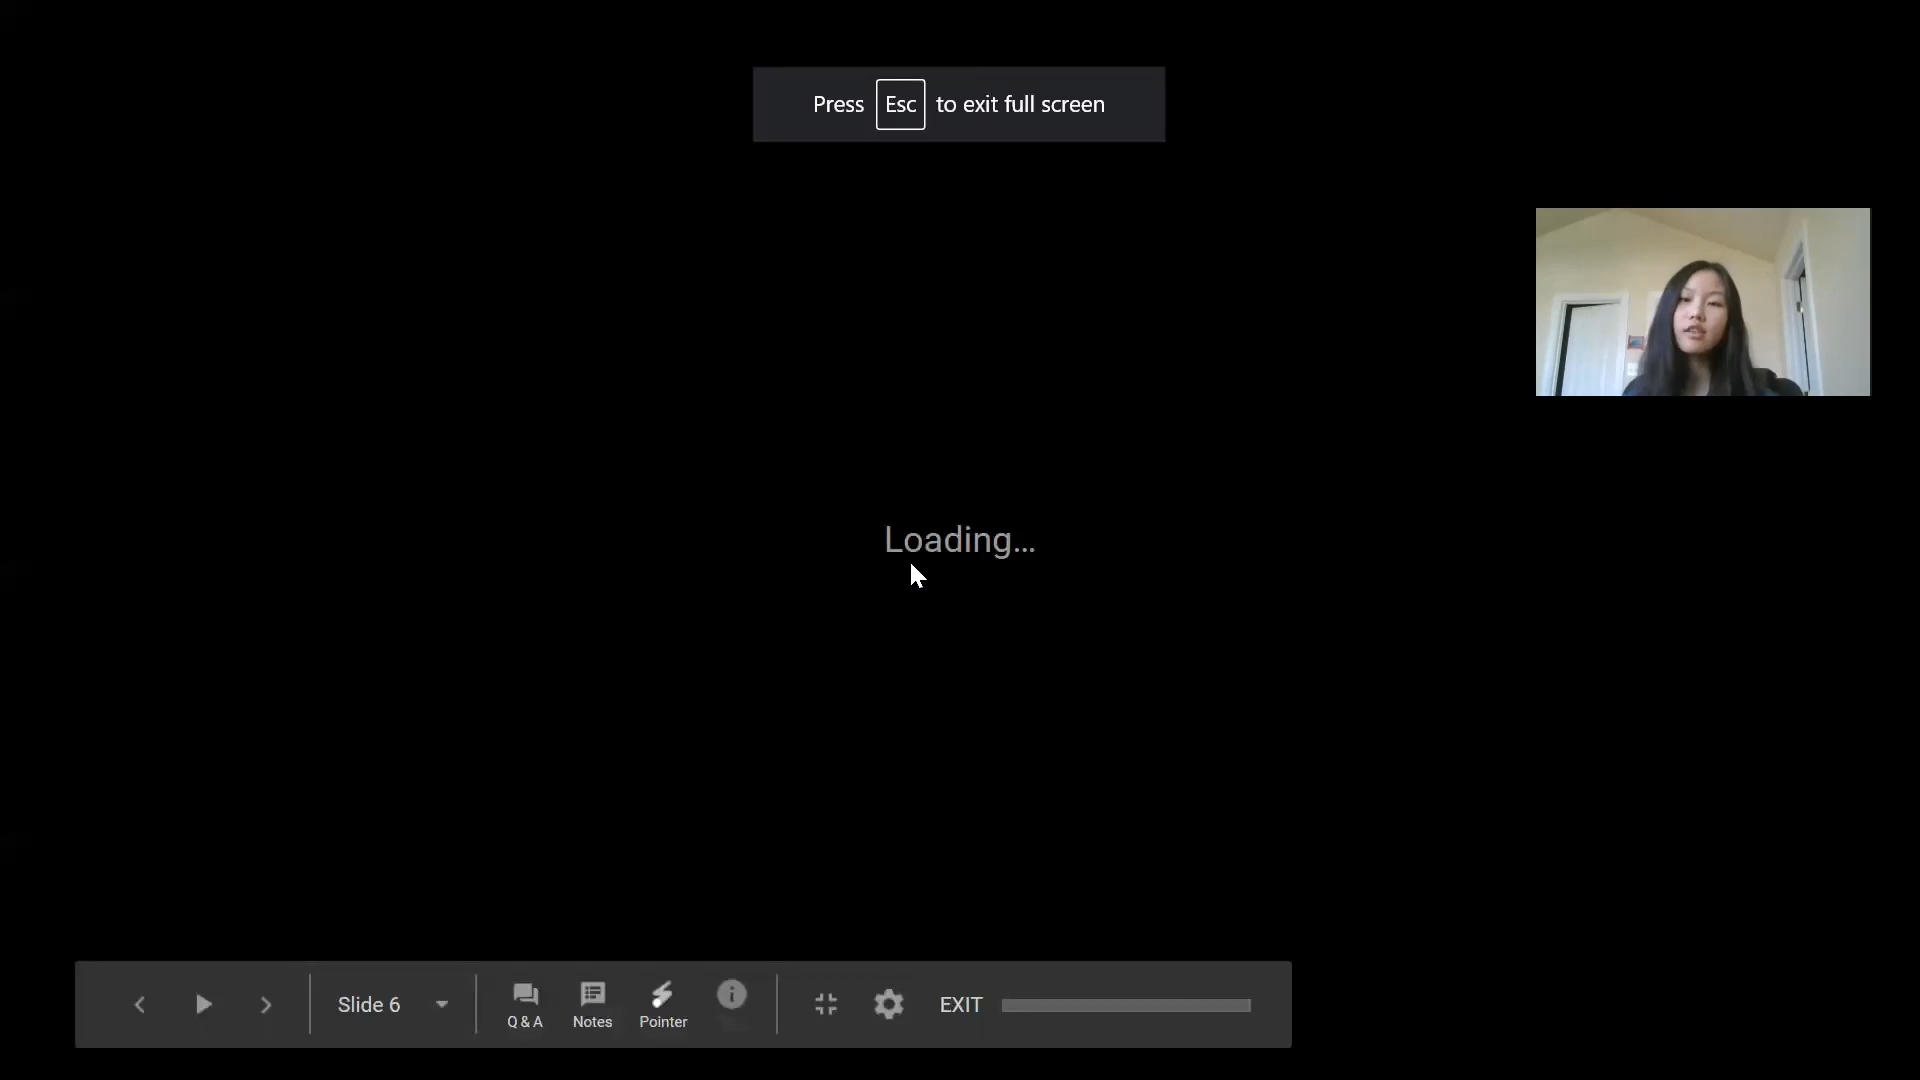 Press Esc to exit full screen
Loading...
Slide 6
Q & A
Notes
Pointer
EXIT